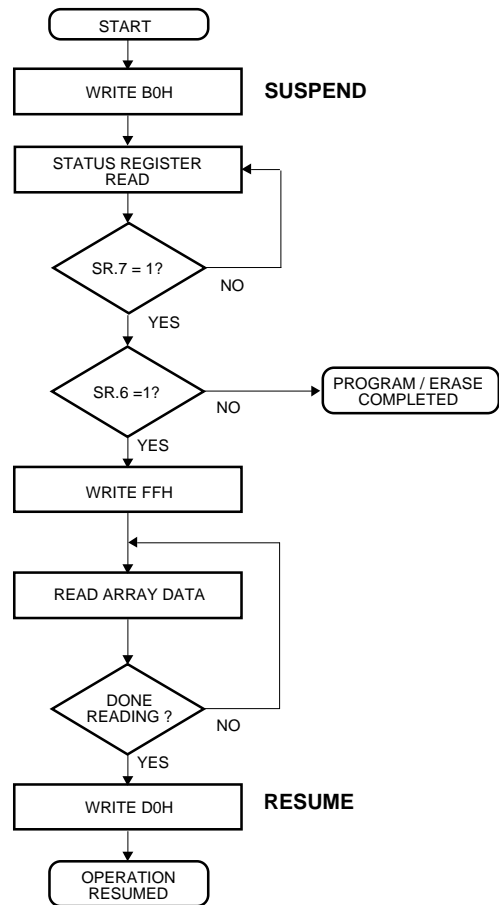 START
WRITE B0H
SUSPEND
STATUS REGISTER
READ
SR.7 = 1?
NO
YES
SR.6 =1?
NO
PROGRAM / ERASE
COMPLETED
YES
WRITE FFH
READ ARRAY DATA
DONE
READING ?
NO
YES
WRITE D0H
RESUME
OPERATION
RESUMED